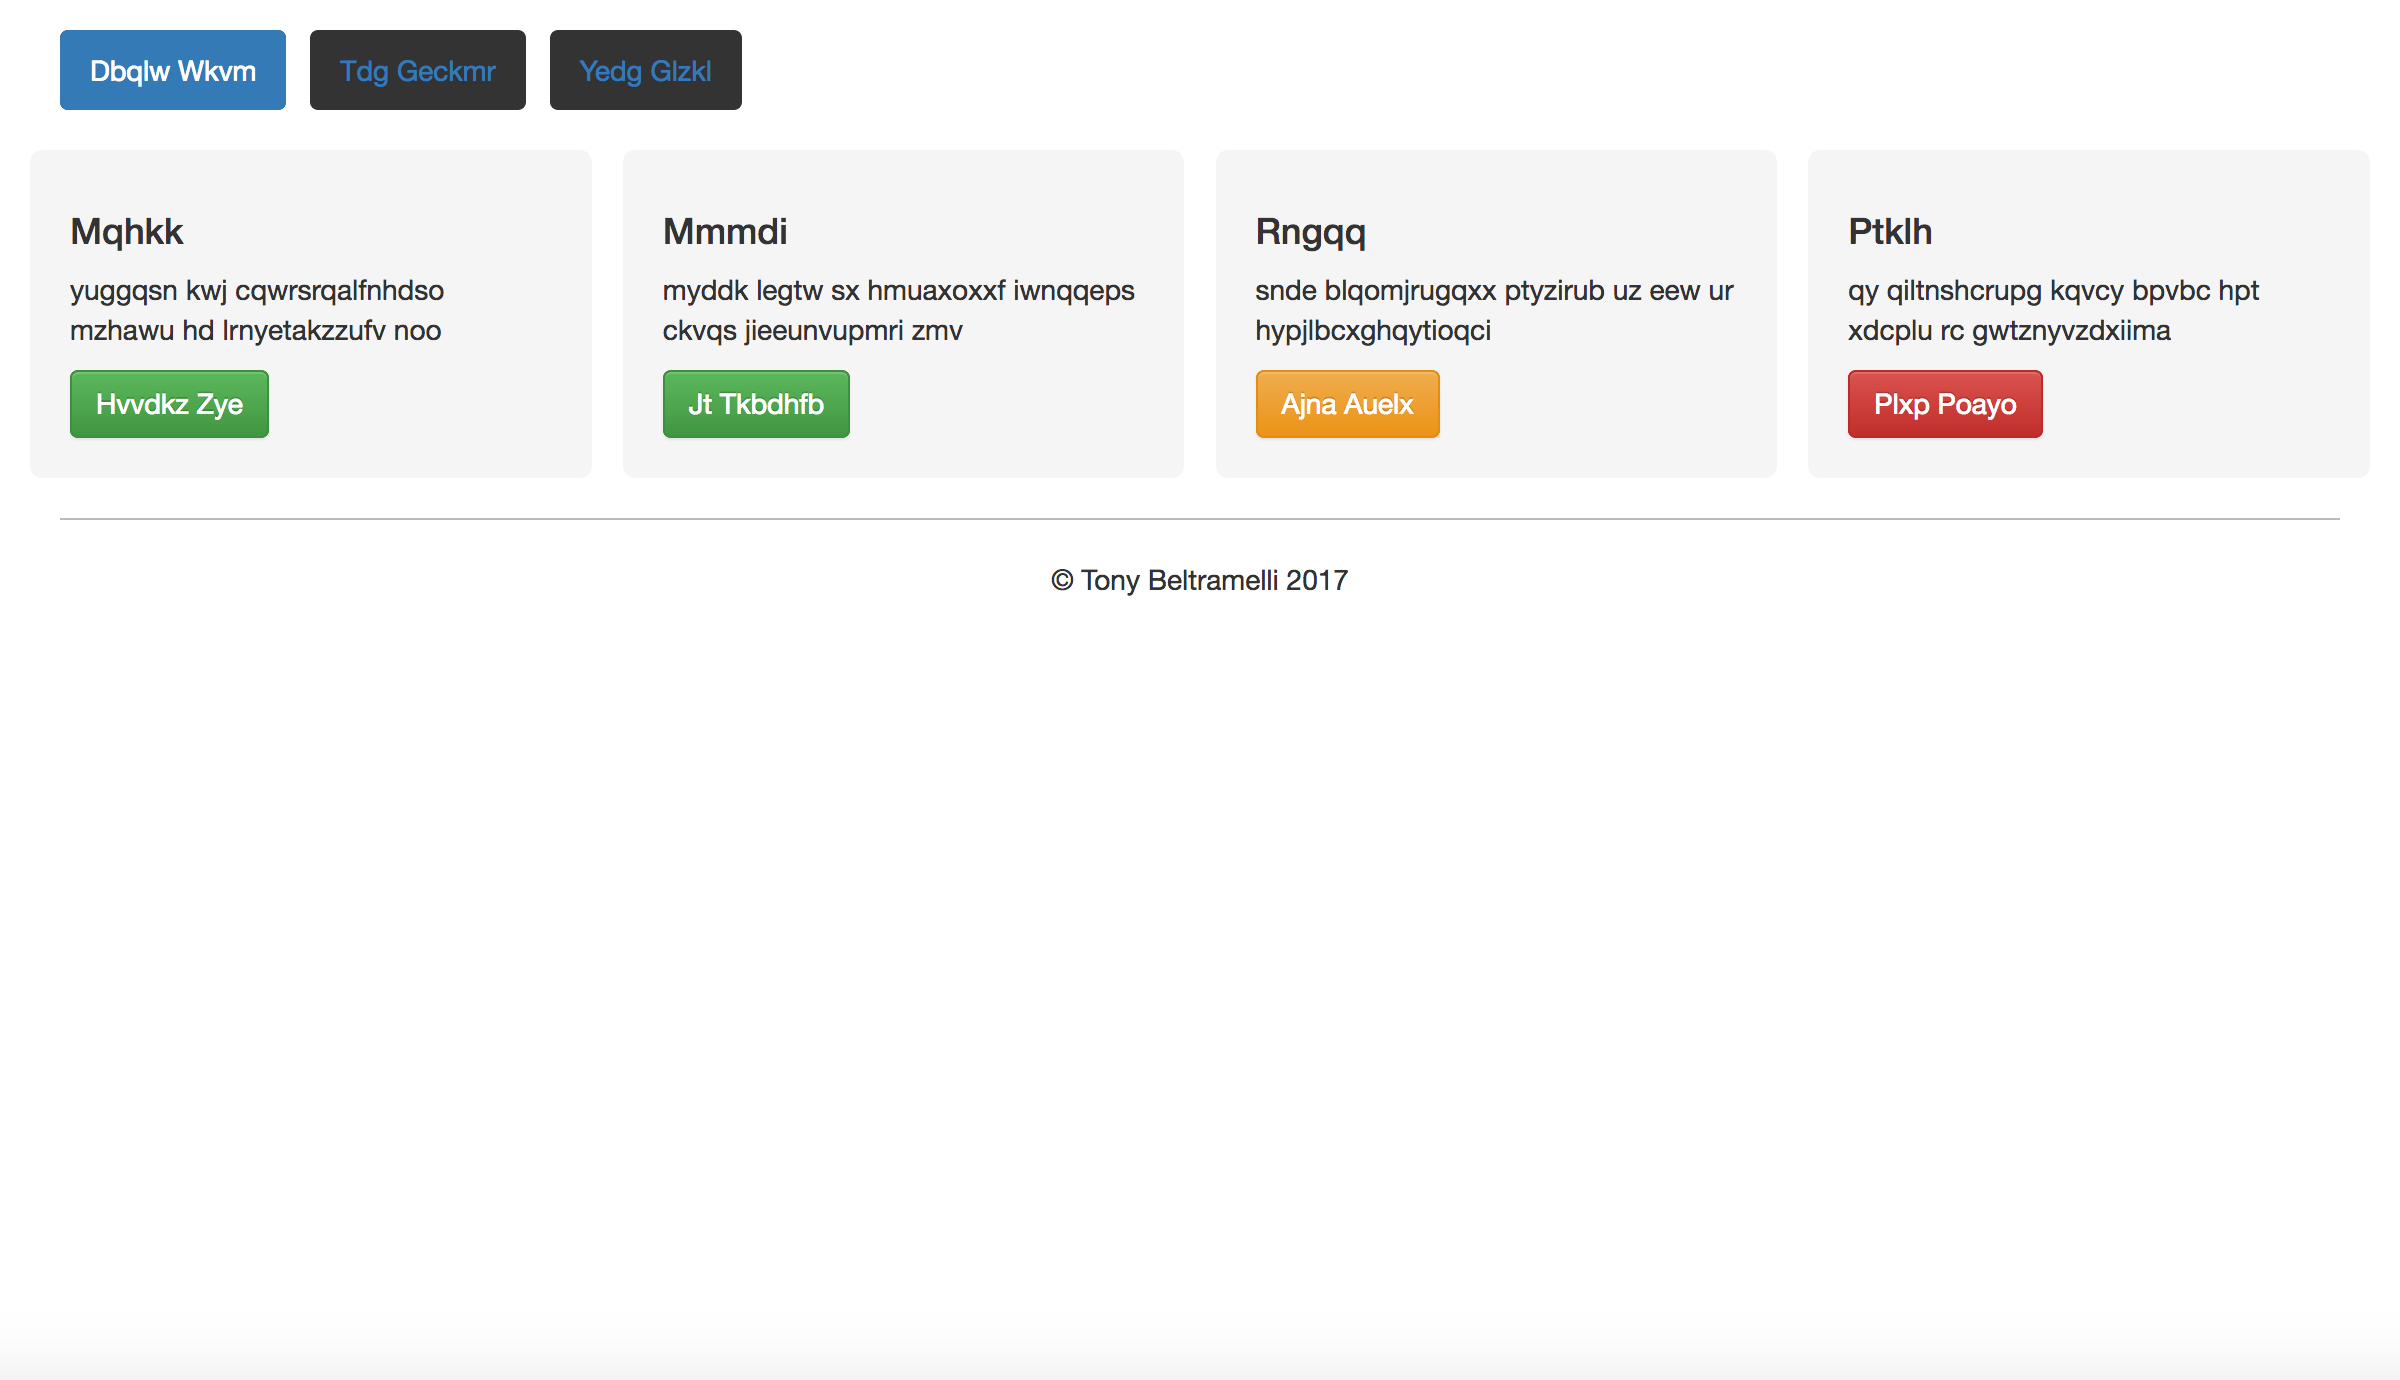 Dbqlw Wkvm
Tdg Geckmr
Yedg Glzkl
Mqhkk
yuggqsn kwj cqwrsrqalfnhdso
mzhawu hd lrnyetakzzufv noo
Hvvdkz Zye
Mmmdi
myddk legtw sx hmuaxoxxf iwnqqeps
ckvqs jieeunvupmri zmv
Jt Tkbdhfb
Rngqq
snde blqomjrugqxx ptyzirub uz eew ur
hypjlbcxghqytioqci
Ajna Auelx
Ptklh
qy qiltnshcrupg kqvcy bpvbc hpt
xdcplu rc gwtznyvzdxiima
Plxp Poayo
© Tony Beltramelli 2017